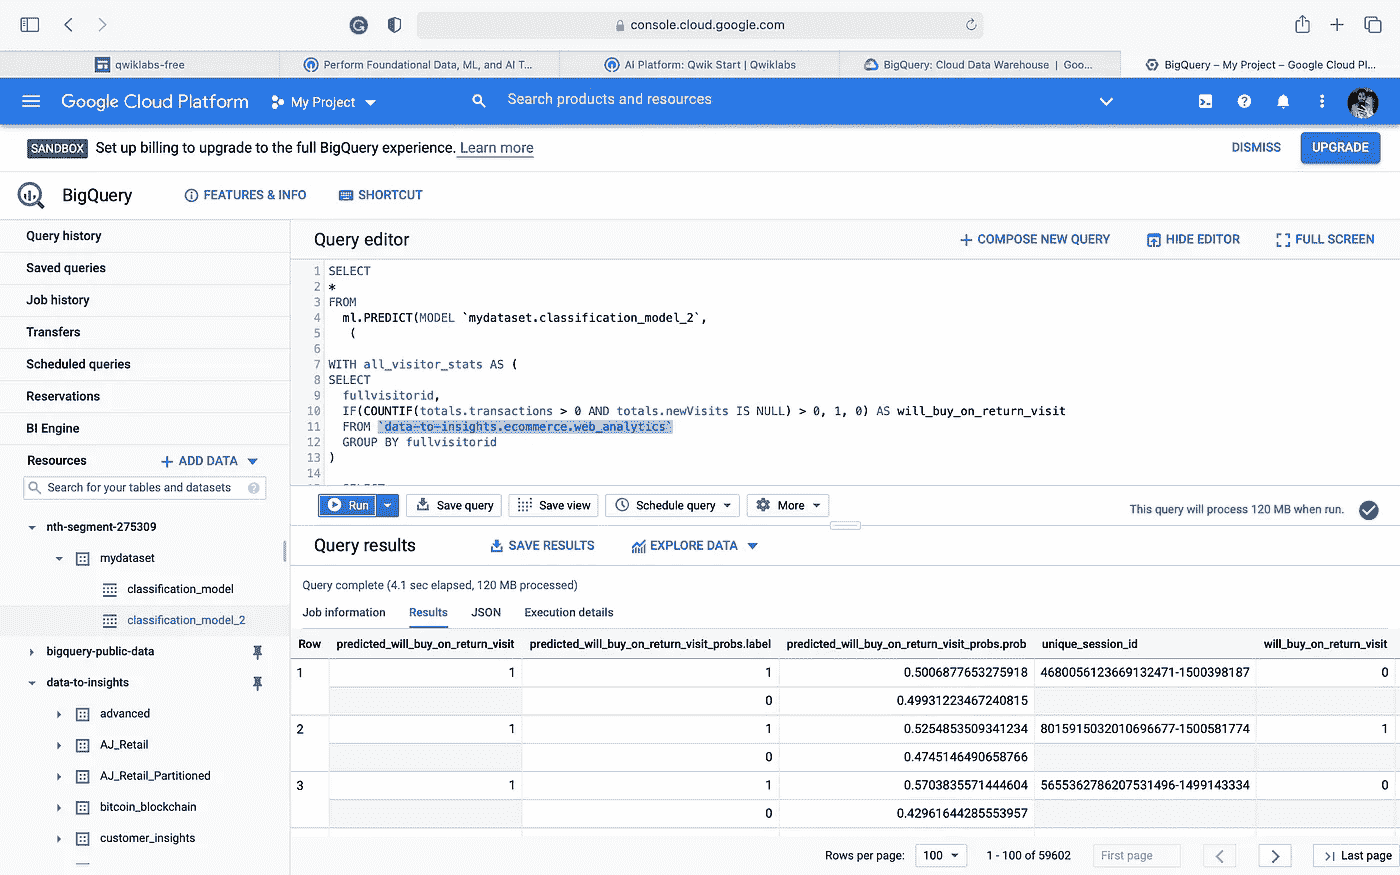 console.cloud.google.com
qwiklabs-free
Perform Foundational Data, ML, and AI T...
AI Platform: Qwik Start | Qwiklabs
BigQuery: Cloud Data Warehouse | Goo...
BigQuery – My Project – Google Cloud Pl...
Google Cloud Platform
My Project
Search products and resources
SANDBOX Set up billing to upgrade to the full BigQuery experience. Learn more
DISMISS
UPGRADE
BigQuery
FEATURES & INFO
SHORTCUT
Query history
Saved queries
Job history
Transfers
Scheduled queries
Reservations
BI Engine
Resources
ADD DATA
Search for your tables and datasets
nth-segment-275309
mydataset
classification_model
classification_model_2
bigquery-public-data
data-to-insights
advanced
AJ_Retail
AJ_Retail_Partitioned
bitcoin_blockchain
customer_insights
Query editor
COMPOSE NEW QUERY
HIDE EDITOR
FULL SCREEN
1 SELECT
2 *
3 FROM
4 ml.PREDICT(MODEL `mydataset.classification_model_2`,
5 (
6
7 WITH all_visitor_stats AS (
8 SELECT
9 fullvisitorid,
10 IF(COUNTIF(totals.transactions > 0 AND totals.newVisits IS NULL) > 0, 1, 0) AS will_buy_on_return_visit
11 FROM `data-to-insights.ecommerce.web_analytics`
12 GROUP BY fullvisitorid
13 )
14
Run
Save query
Save view
Schedule query
More
This query will process 120 MB when run.
Query results
SAVE RESULTS
EXPLORE DATA
Query complete (4.1 sec elapsed, 120 MB processed)
Job information Results JSON Execution details
Row predicted_will_buy_on_return_visit predicted_will_buy_on_return_visit_probs.label predicted_will_buy_on_return_visit_probs.prob unique_session_id will_buy_on_return_visit
1 1 1 0.5006877653275918 4680056123669132471-1500398187 0
0 0.49931223467240815
2 1 1 0.5254853509341234 8015915032010696677-1500581774 1
0 0.4745146490658766
3 1 1 0.5703835571444604 5655362786207531496-1499143334 0
0 0.42961644285553957
Rows per page: 100 1 - 100 of 59602 First page Last page